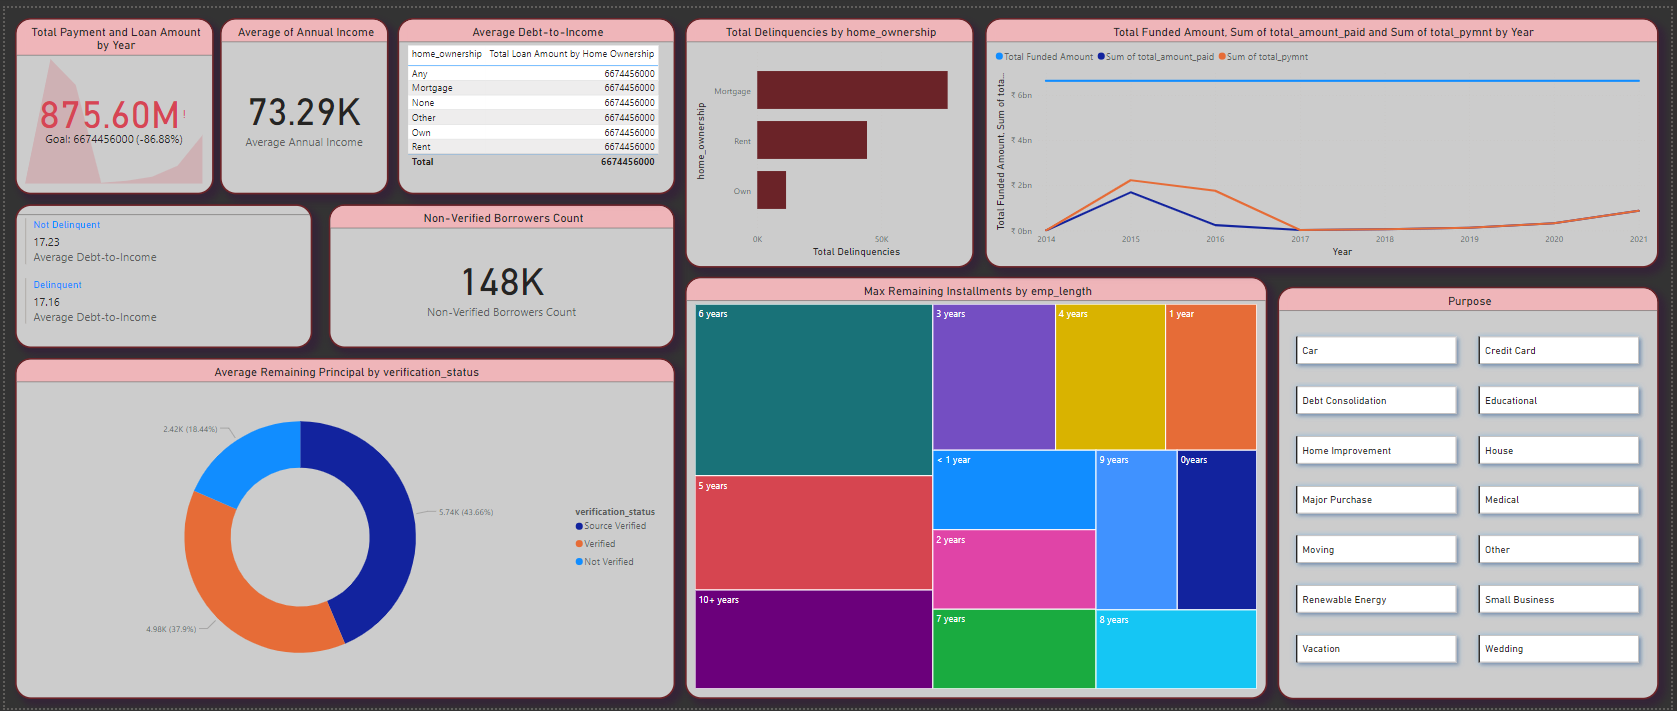 Total Payment and Loan Amount
by Year
875.60M!
Goal: 6674456000 (-86.88%)
Average of Annual Income
73.29K
Average Annual Income
Average Debt-to-Income
home_ownership Total Loan Amount by Home Ownership
Any 6674456000
Mortgage 6674456000
None 6674456000
Other 6674456000
Own 6674456000
Rent 6674456000
Total 6674456000
Total Delinquencies by home_ownership
home_ownership
Mortgage
Rent
Own
0K 50K
Total Delinquencies
Total Funded Amount, Sum of total_amount_paid and Sum of total_pymnt by Year
Total Funded Amount Sum of total_amount_paid Sum of total_pymnt
Total Funded Amount, Sum of tota...
₹ 6bn
₹ 4bn
₹ 2bn
₹ 0bn
2014 2015 2016 2017 2018 2019 2020 2021
Year
Not Delinquent
17.23
Average Debt-to-Income
Delinquent
17.16
Average Debt-to-Income
Non-Verified Borrowers Count
148K
Non-Verified Borrowers Count
Average Remaining Principal by verification_status
2.42K (18.44%)
5.74K (43.66%)
4.98K (37.9%)
verification_status
Source Verified
Verified
Not Verified
Max Remaining Installments by emp_length
6 years
5 years
10+ years
3 years
4 years
1 year
< 1 year
2 years
7 years
9 years
0years
8 years
Purpose
Car
Credit Card
Debt Consolidation
Educational
Home Improvement
House
Major Purchase
Medical
Moving
Other
Renewable Energy
Small Business
Vacation
Wedding